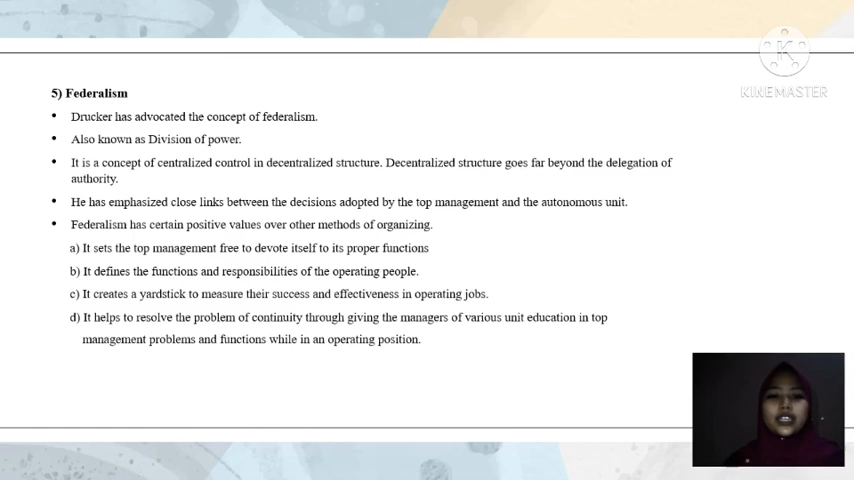 KINEMASTER
5) Federalism
• Drucker has advocated the concept of federalism.
• Also known as Division of power.
• It is a concept of centralized control in decentralized structure. Decentralized structure goes far beyond the delegation of
authority.
• He has emphasized close links between the decisions adopted by the top management and the autonomous unit.
• Federalism has certain positive values over other methods of organizing.
a) It sets the top management free to devote itself to its proper functions
b) It defines the functions and responsibilities of the operating people.
c) It creates a yardstick to measure their success and effectiveness in operating jobs.
d) It helps to resolve the problem of continuity through giving the managers of various unit education in top
management problems and functions while in an operating position.